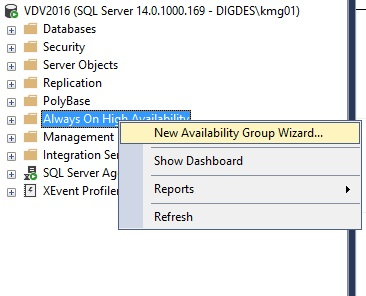 VDV2016 (SQL Server 14.0.1000.169 - DIGDES\kmg01)
Databases
Security
Server Objects
Replication
PolyBase
Always On High Availability
New Availability Group Wizard...
Management
Show Dashboard
Integration Ser
SQL Server Age
Reports
XEvent Profiler
Refresh